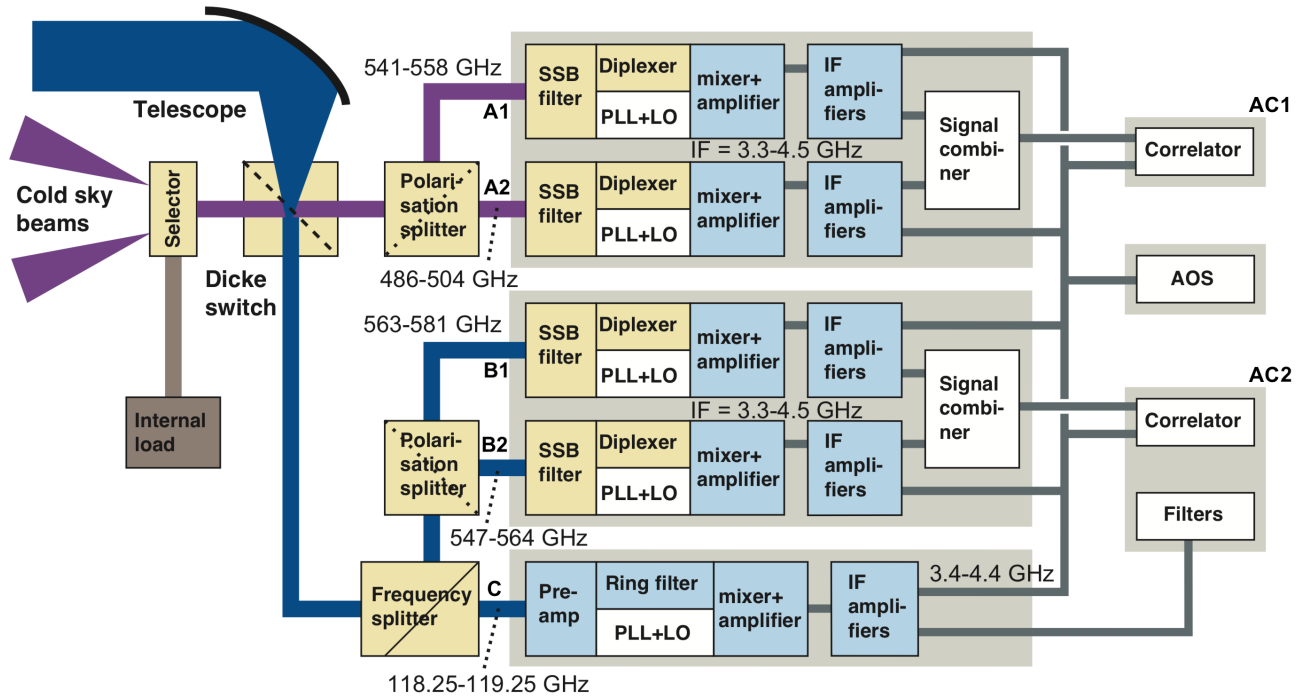 Telescope
Cold sky
beams
Selector
Dicke
switch
Internal
load
541-558 GHz
A1
Polari-
sation
splitter
A2
486-504 GHz
SSB
filter
Diplexer
PLL+LO
mixer+
amplifier
IF
ampli-
fiers
IF = 3.3-4.5 GHz
SSB
filter
Diplexer
PLL+LO
mixer+
amplifier
IF
ampli-
fiers
Signal
combi-
ner
AC1
Correlator
AOS
563-581 GHz
B1
Polari-
sation
splitter
B2
547-564 GHz
SSB
filter
Diplexer
PLL+LO
mixer+
amplifier
IF
ampli-
fiers
IF = 3.3-4.5 GHz
SSB
filter
Diplexer
PLL+LO
mixer+
amplifier
IF
ampli-
fiers
Signal
combi-
ner
AC2
Correlator
Filters
Frequency
splitter
C
118.25-119.25 GHz
Pre-
amp
Ring filter
PLL+LO
mixer+
amplifier
IF
ampli-
fiers
3.4-4.4 GHz